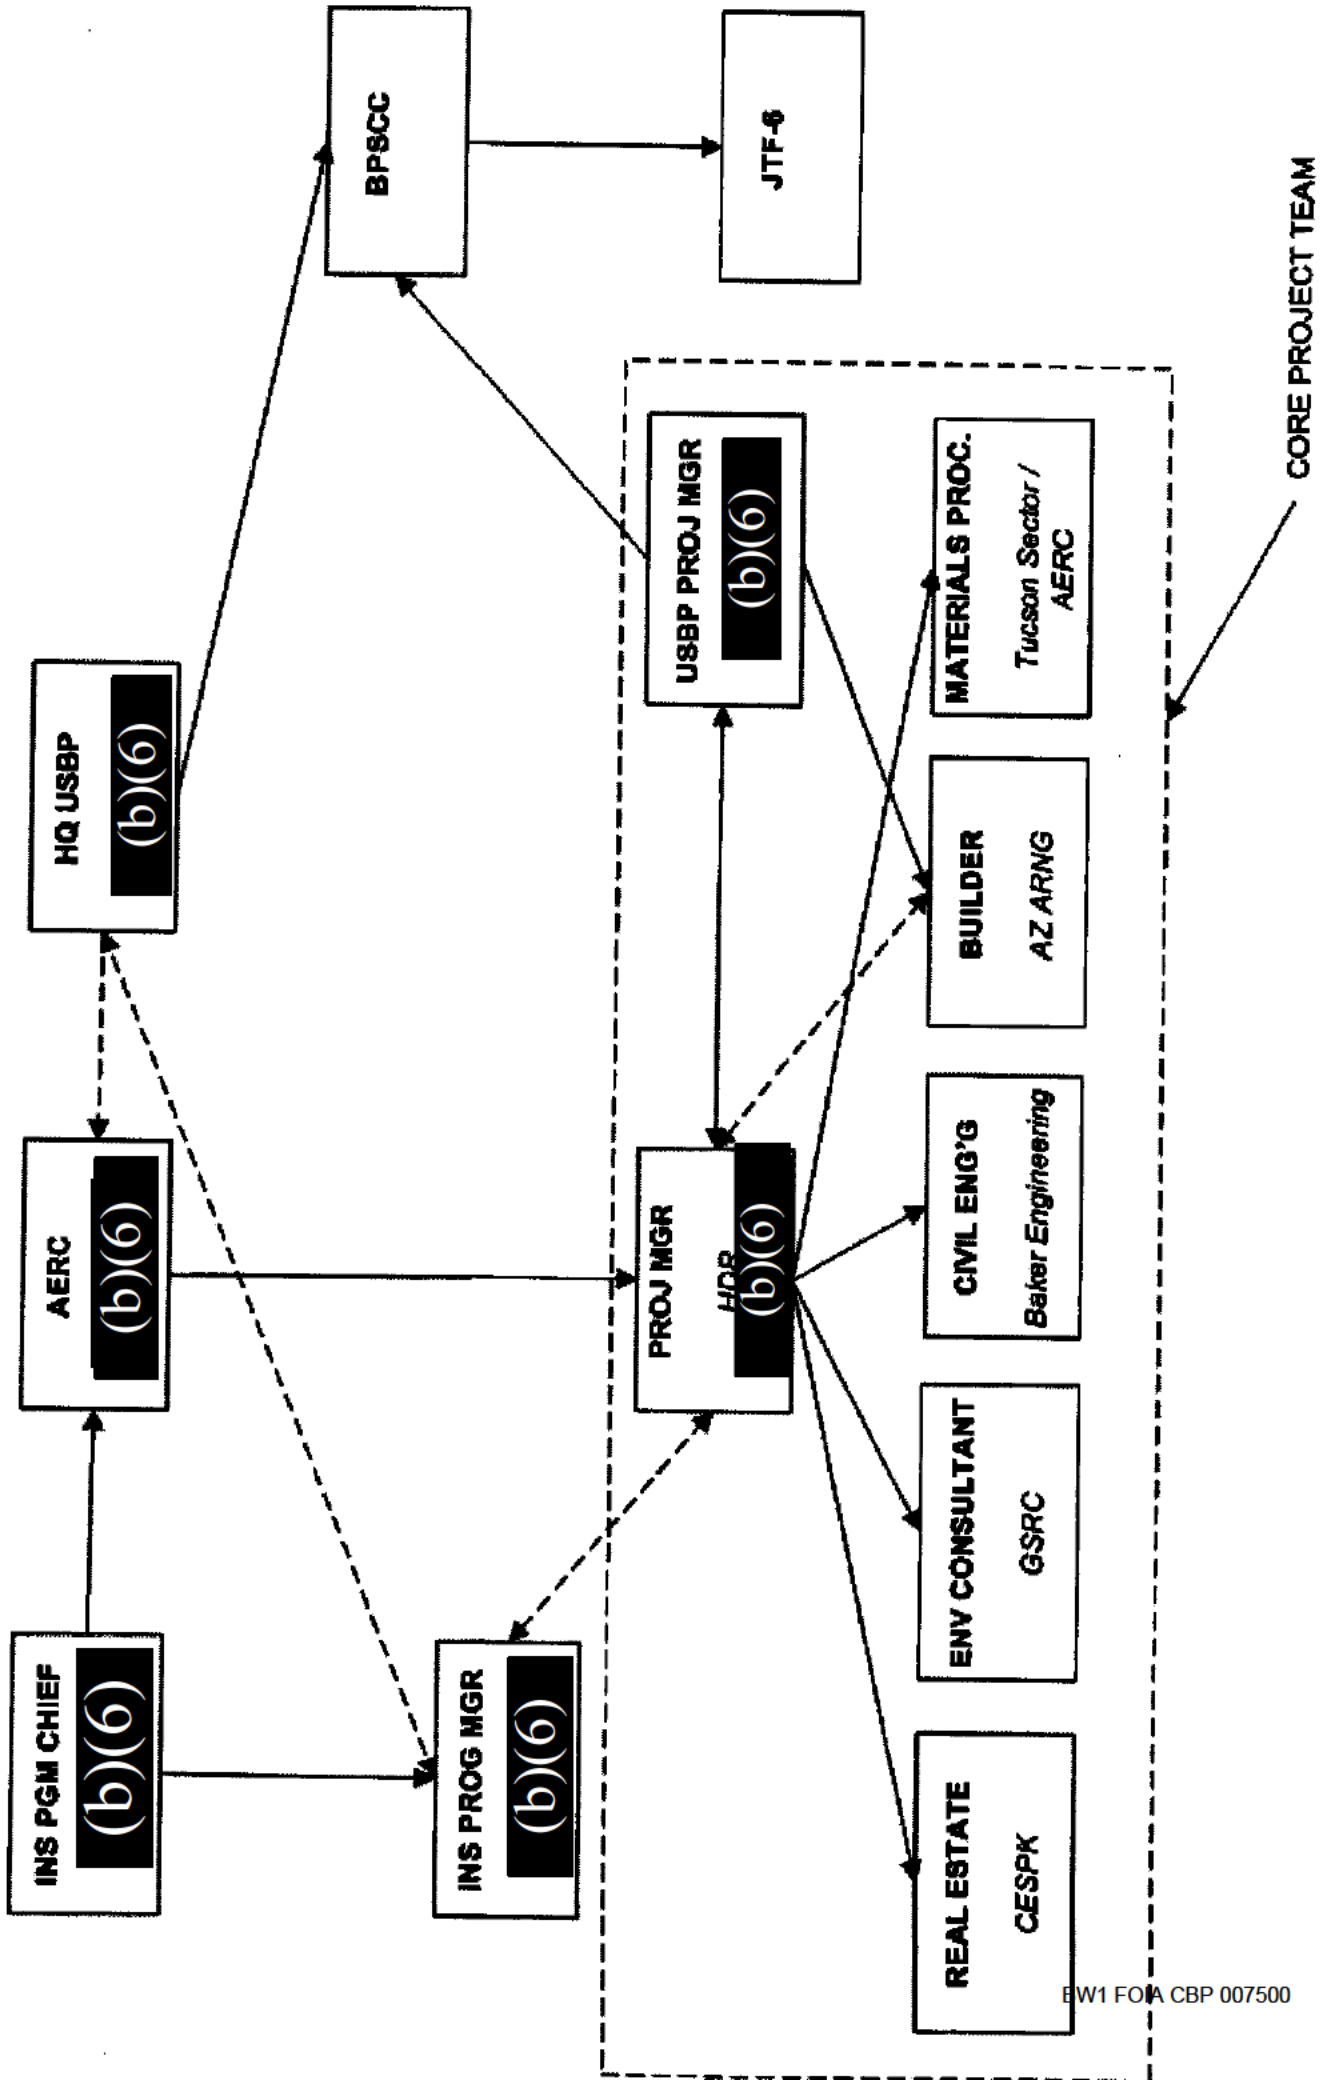 INS PGM CHIEF
(b)(6)
AERC
(b)(6)
HQ USBP
(b)(6)
INS PROG MGR
(b)(6)
BPSCC
JTF-6
PROJ MGR
HDR
(b)(6)
USBP PROJ MGR
(b)(6)
REAL ESTATE
CESPK
ENV CONSULTANT
GSRC
CIVIL ENG'G
Baker Engineering
BUILDER
AZ ARNG
MATERIALS PROC.
Tucson Sector /
AERC
CORE PROJECT TEAM
BW1 FOIA CBP 007500